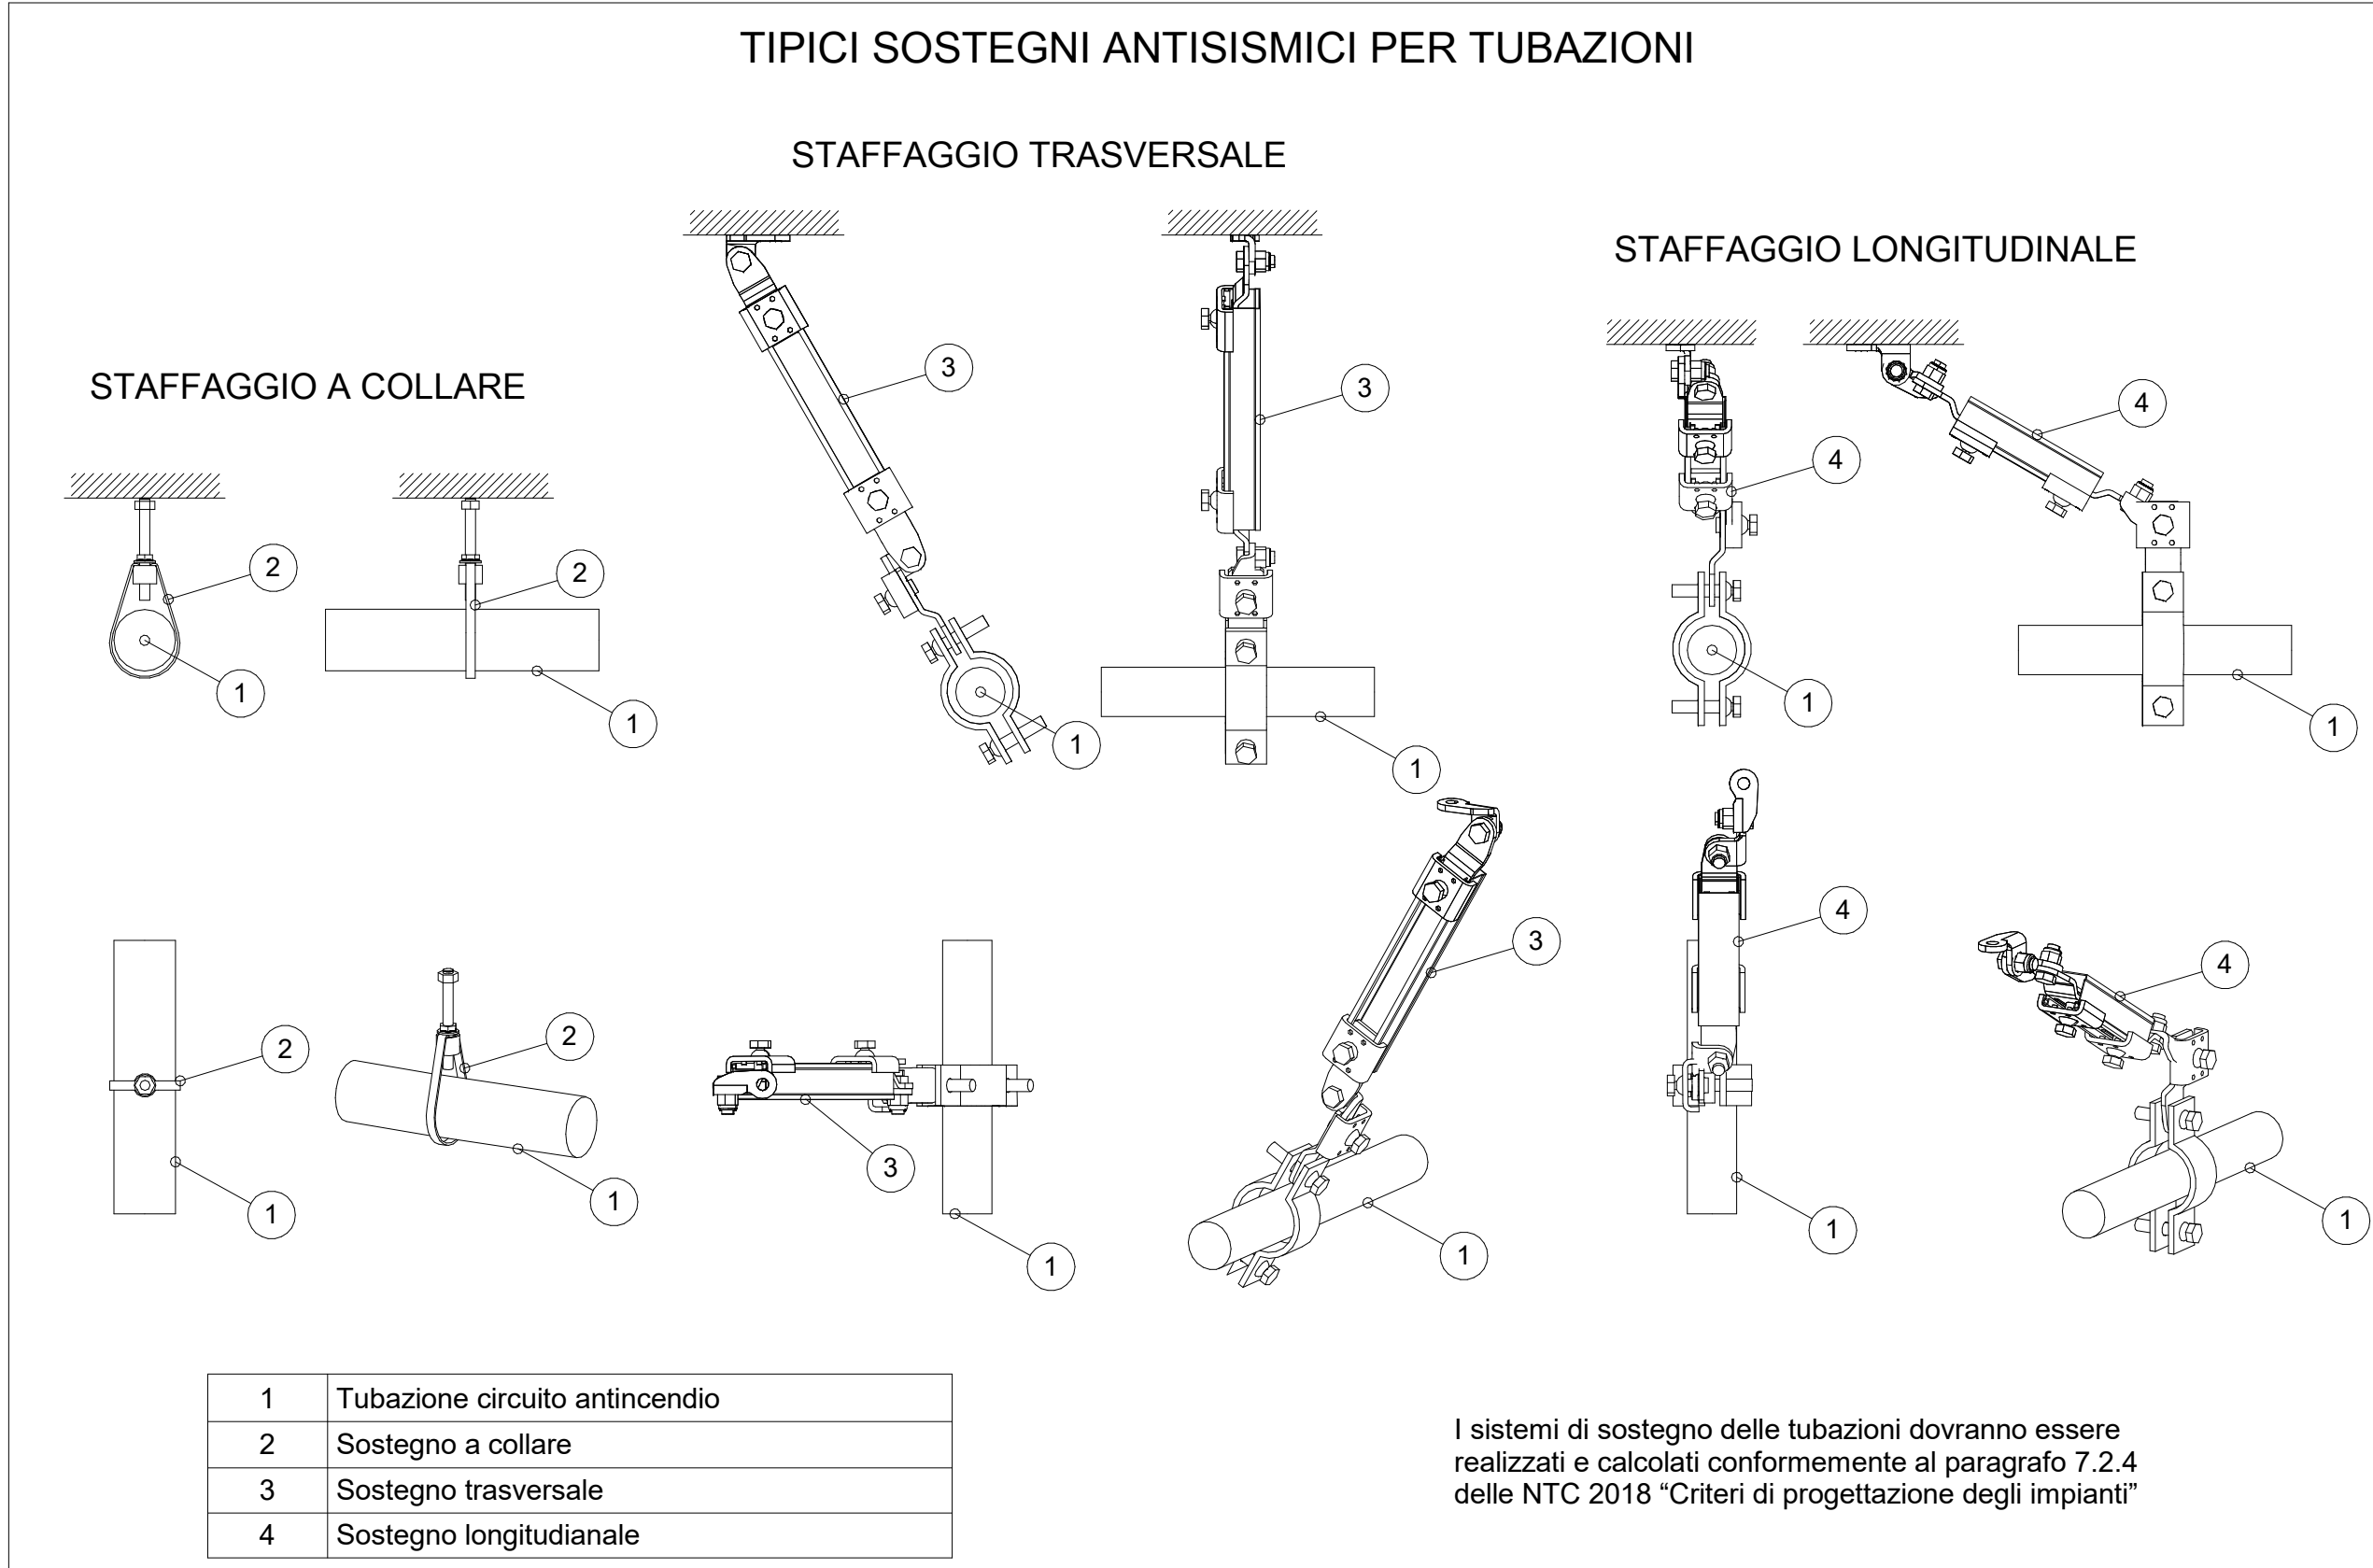 TIPICI SOSTEGNI ANTISISMICI PER TUBAZIONI
STAFFAGGIO TRASVERSALE
STAFFAGGIO LONGITUDINALE
STAFFAGGIO A COLLARE
3
3
4
4
2
2
1
1
1
1
1
1
3
4
4
2
2
3
1
1
1
1
1
1
1 Tubazione circuito antincendio
2 Sostegno a collare
3 Sostegno trasversale
4 Sostegno longitudianale
I sistemi di sostegno delle tubazioni dovranno essere
realizzati e calcolati conformemente al paragrafo 7.2.4
delle NTC 2018 “Criteri di progettazione degli impianti”